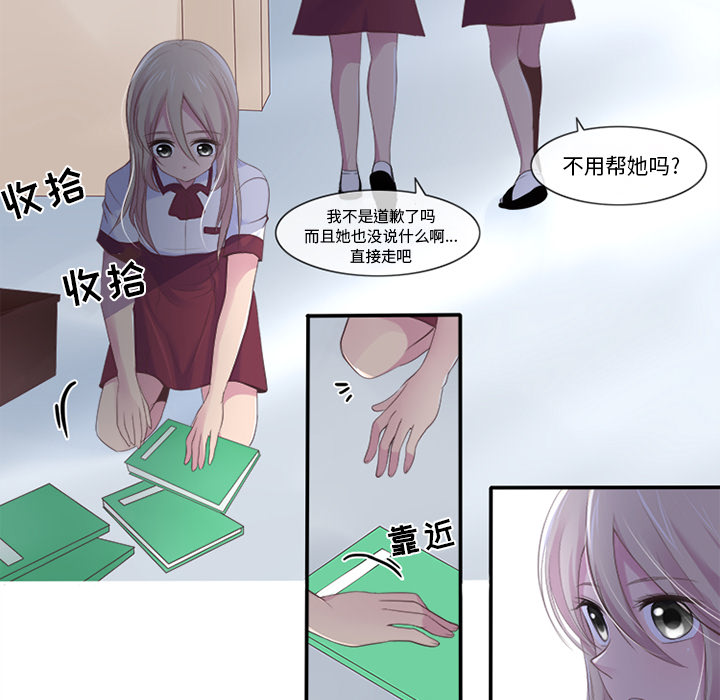 不用帮她吗?
我不是道歉了吗
而且她也没说什么啊...
直接走吧
收拾
收拾
靠近